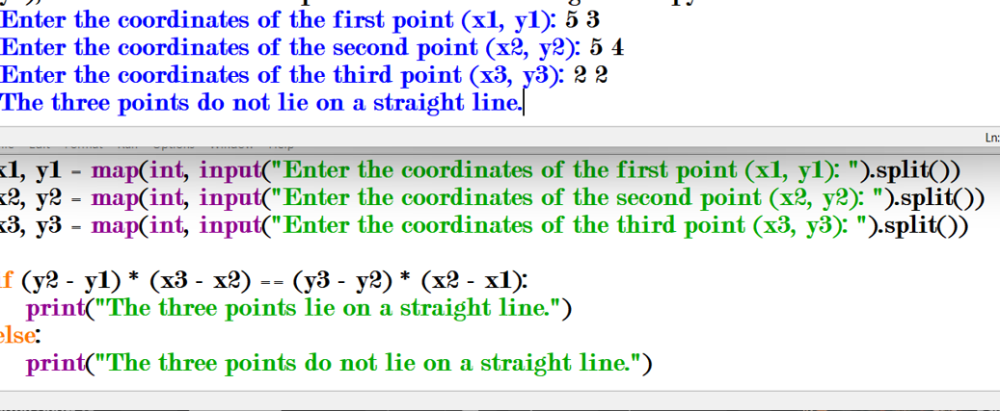 Enter the coordinates of the first point (x1, y1): 5 3
Enter the coordinates of the second point (x2, y2): 5 4
Enter the coordinates of the third point (x3, y3): 2 2
The three points do not lie on a straight line.
Ln:
x1, y1 = map(int, input("Enter the coordinates of the first point (x1, y1): ").split())
x2, y2 = map(int, input("Enter the coordinates of the second point (x2, y2): ").split())
x3, y3 = map(int, input("Enter the coordinates of the third point (x3, y3): ").split())
if (y2 - y1) * (x3 - x2) == (y3 - y2) * (x2 - x1):
print("The three points lie on a straight line.")
else:
print("The three points do not lie on a straight line.")